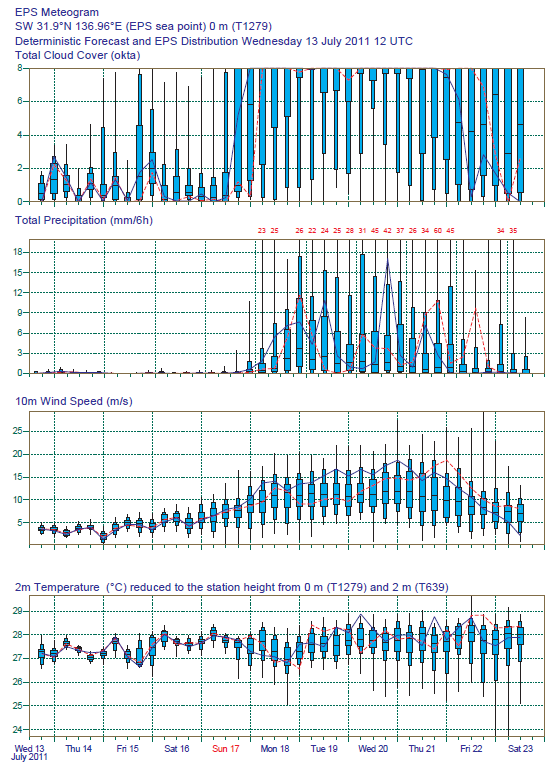 EPS Meteogram
SW 31.9°N 136.96°E (EPS sea point) 0 m (T1279)
Deterministic Forecast and EPS Distribution Wednesday 13 July 2011 12 UTC
Total Cloud Cover (okta)
8
6
4
2
0
Total Precipitation (mm/6h)
23 25 26 22 24 25 28 31 45 42 37 26 34 60 45 34 35
18
15
12
9
6
3
0
10m Wind Speed (m/s)
25
20
15
10
5
2m Temperature (°C) reduced to the station height from 0 m (T1279) and 2 m (T639)
29
28
27
26
25
24
Wed 13 Thu 14 Fri 15 Sat 16 Sun 17 Mon 18 Tue 19 Wed 20 Thu 21 Fri 22 Sat 23
July 2011